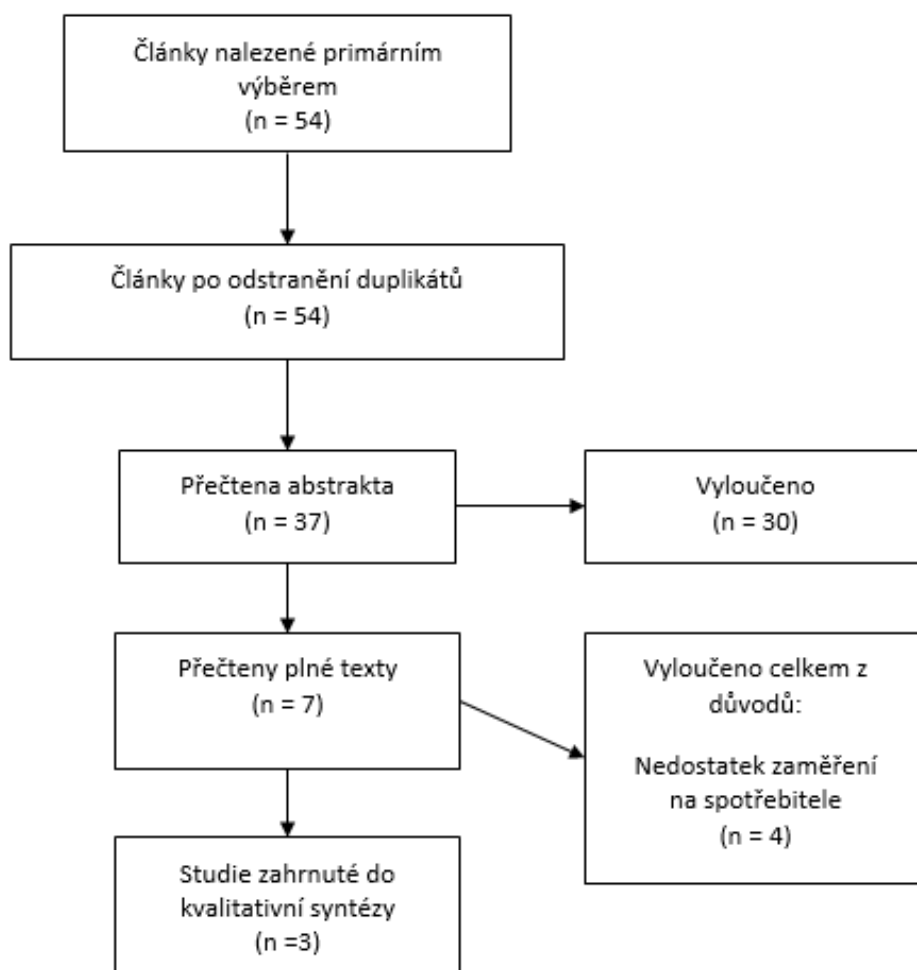 Články nalezené primárním
výběrem
(n = 54)
Články po odstranění duplikátů
(n = 54)
Přečtena abstrakta
(n = 37)
Vyloučeno
(n = 30)
Přečteny plné texty
(n = 7)
Vyloučeno celkem z
důvodů:
Nedostatek zaměření
na spotřebitele
(n = 4)
Studie zahrnuté do
kvalitativní syntézy
(n =3)